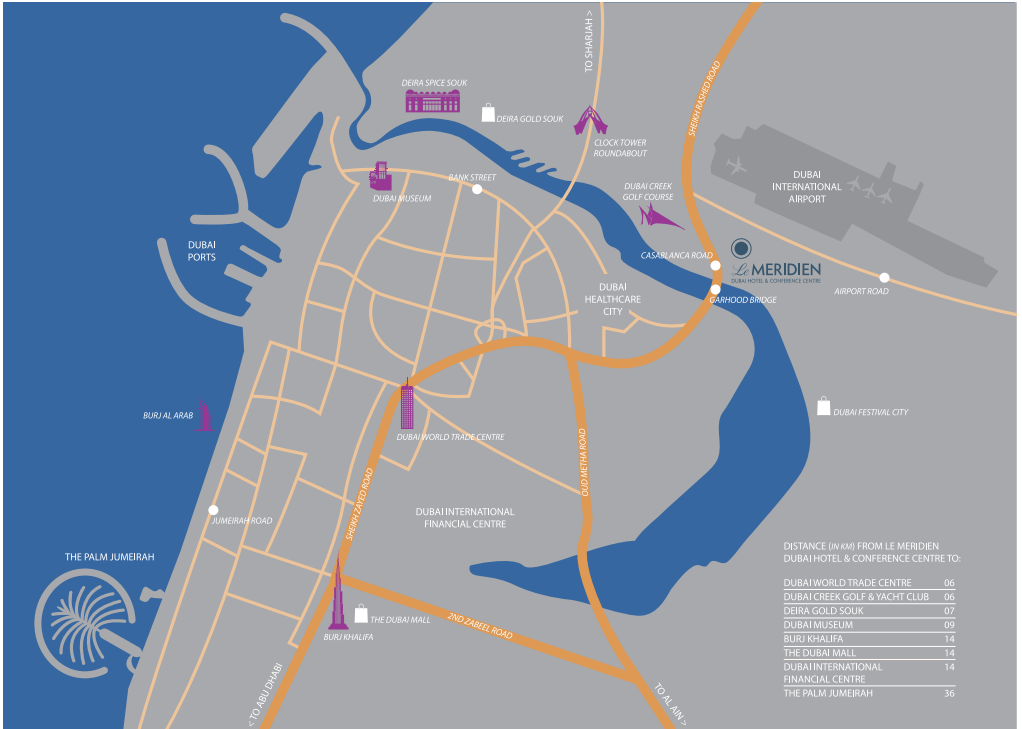 TO SHARJAH >
SHEIKH RASHED ROAD
DEIRA SPICE SOUK
DEIRA GOLD SOUK
CLOCK TOWER
ROUNDABOUT
DUBAI
INTERNATIONAL
AIRPORT
DUBAI MUSEUM
BANK STREET
DUBAI CREEK
GOLF COURSE
DUBAI
PORTS
CASABLANCA ROAD
Le MERIDIEN
DUBAI HOTEL & CONFERENCE CENTRE
DUBAI
HEALTHCARE
CITY
GARHOOD BRIDGE
AIRPORT ROAD
BURJ AL ARAB
DUBAI FESTIVAL CITY
DUBAI WORLD TRADE CENTRE
OUD METHA ROAD
SHEIKH ZAYED ROAD
JUMEIRAH ROAD
DUBAI INTERNATIONAL
FINANCIAL CENTRE
THE PALM JUMEIRAH
THE DUBAI MALL
2ND ZABEEL ROAD
BURJ KHALIFA
< TO ABU DHABI
TO AL AIN >
DISTANCE (IN KM) FROM LE MERIDIEN
DUBAI HOTEL & CONFERENCE CENTRE TO:
DUBAI WORLD TRADE CENTRE 06
DUBAI CREEK GOLF & YACHT CLUB 06
DEIRA GOLD SOUK 07
DUBAI MUSEUM 09
BURJ KHALIFA 14
THE DUBAI MALL 14
DUBAI INTERNATIONAL 14
FINANCIAL CENTRE
THE PALM JUMEIRAH 36